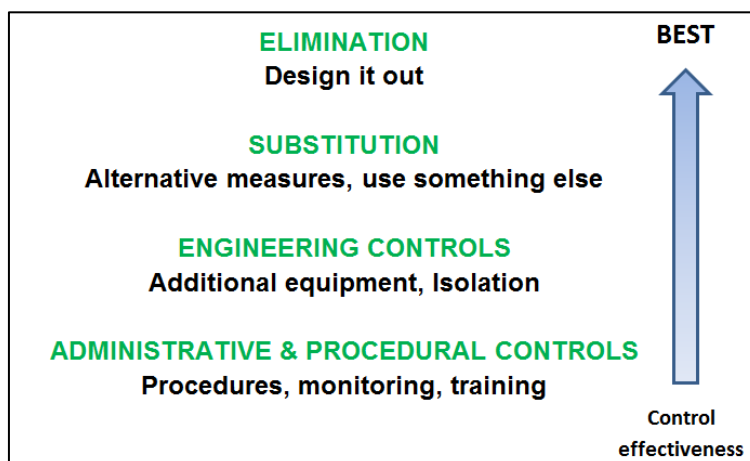 ELIMINATION
Design it out
SUBSTITUTION
Alternative measures, use something else
ENGINEERING CONTROLS
Additional equipment, Isolation
ADMINISTRATIVE & PROCEDURAL CONTROLS
Procedures, monitoring, training
BEST
Control
effectiveness